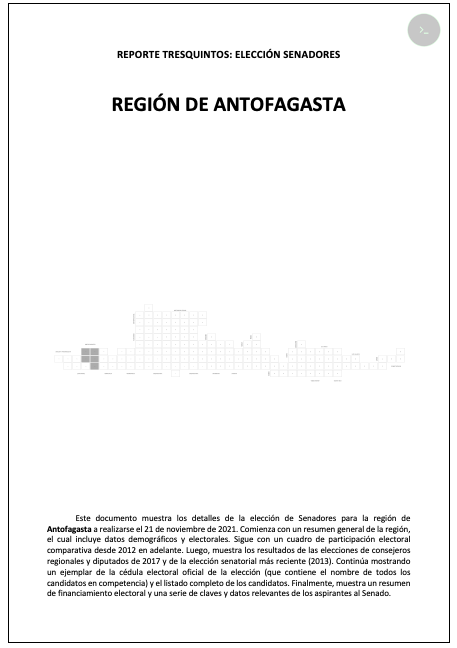 >_
REPORTE TRESQUINTOS: ELECCIÓN SENADORES
REGIÓN DE ANTOFAGASTA
Este documento muestra los detalles de la elección de Senadores para la región de
Antofagasta a realizarse el 21 de noviembre de 2021. Comienza con un resumen general de la región,
el cual incluye datos demográficos y electorales. Sigue con un cuadro de participación electoral
comparativa desde 2012 en adelante. Luego, muestra los resultados de las elecciones de consejeros
regionales y diputados de 2017 y de la elección senatorial más reciente (2013). Continúa mostrando
un ejemplar de la cédula electoral oficial de la elección (que contiene el nombre de todos los
candidatos en competencia) y el listado completo de los candidatos. Finalmente, muestra un resumen
de financiamiento electoral y una serie de claves y datos relevantes de los aspirantes al Senado.